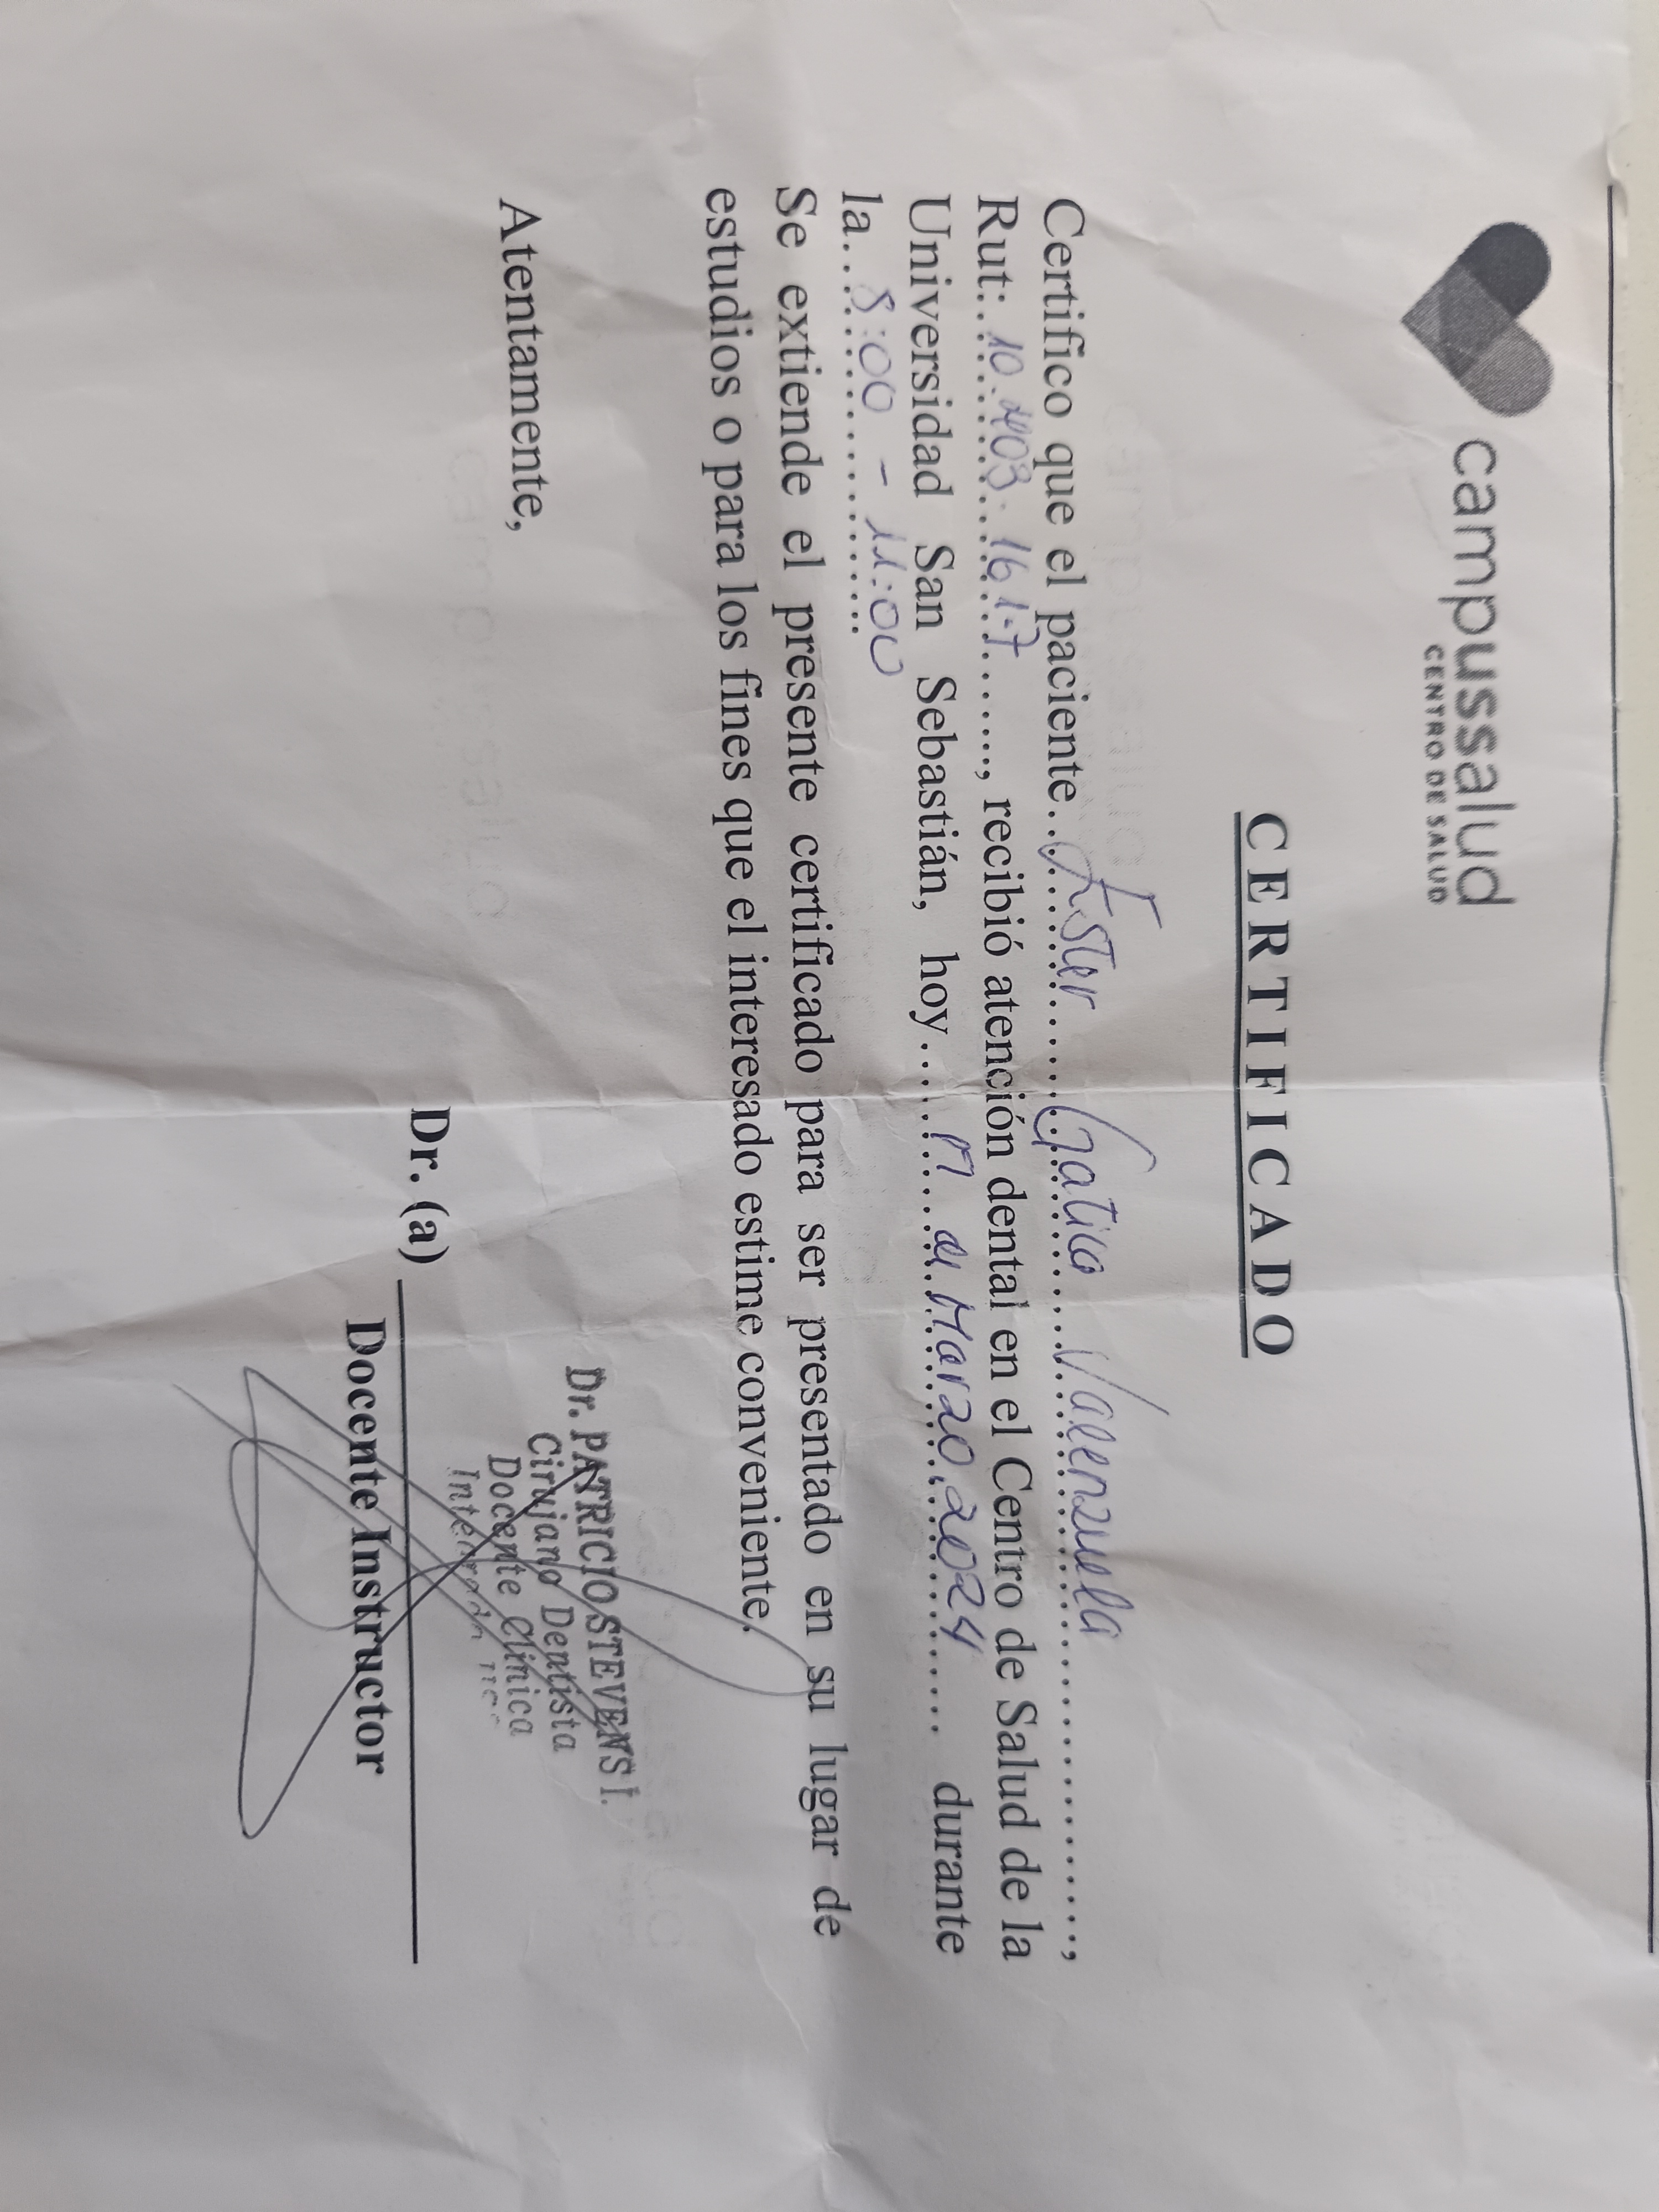 campussalud
CENTRO DE SALUD
CERTIFICADO
Certifico que el paciente....Ester Gatica Valenzuela....,
Rut:.10.403.161-7......, recibió atención dental en el Centro de Salud de la
Universidad San Sebastián, hoy......de Marzo 2024...... durante
la...8:00 - 11:00
Se extiende el presente certificado para ser presentado en su lugar de
estudios o para los fines que el interesado estime conveniente.
Atentamente,
Dr. PATRICIO STEVENS I.
Cirujano Dentista
Docente Clínica
Dr. (a)
Docente Instructor